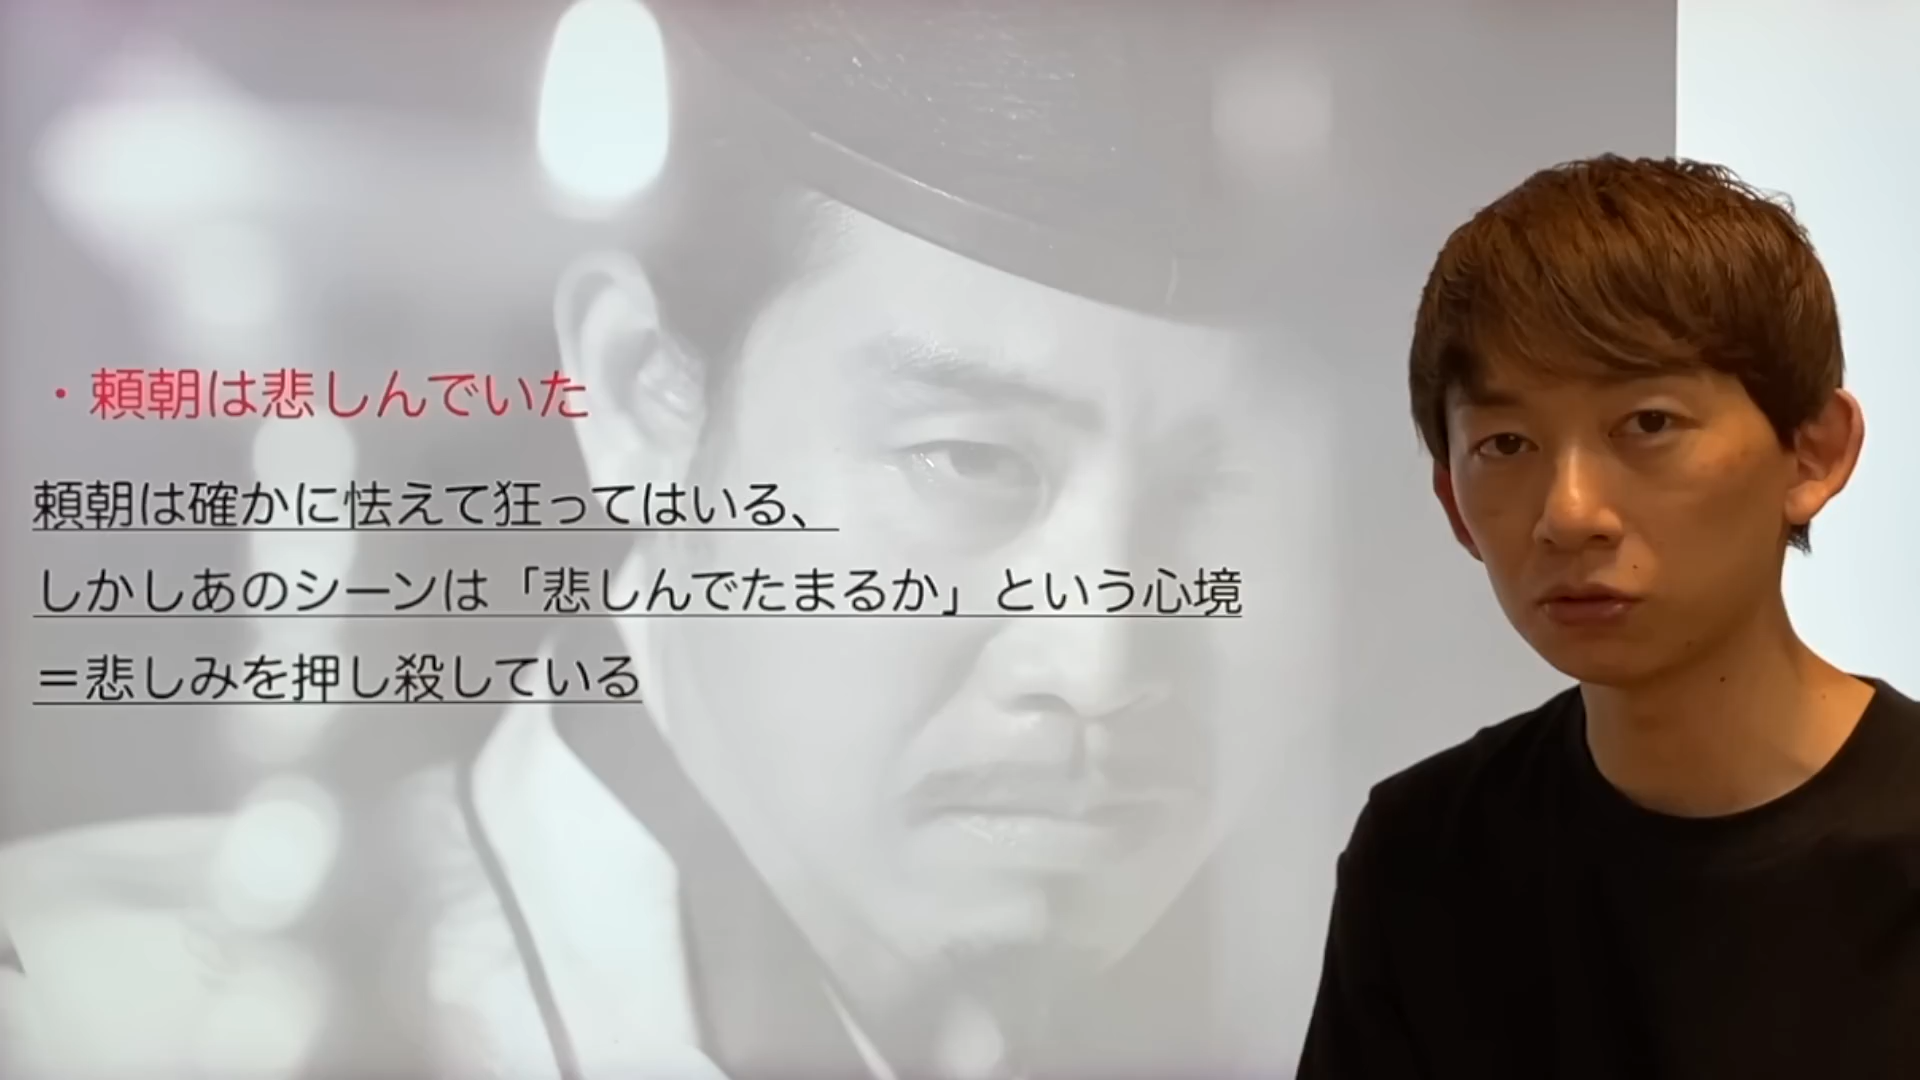 ・頼朝は悲しんでいた
頼朝は確かに怯えて狂ってはいる、
しかしあのシーンは「悲しんでたまるか」という心境
＝悲しみを押し殺している